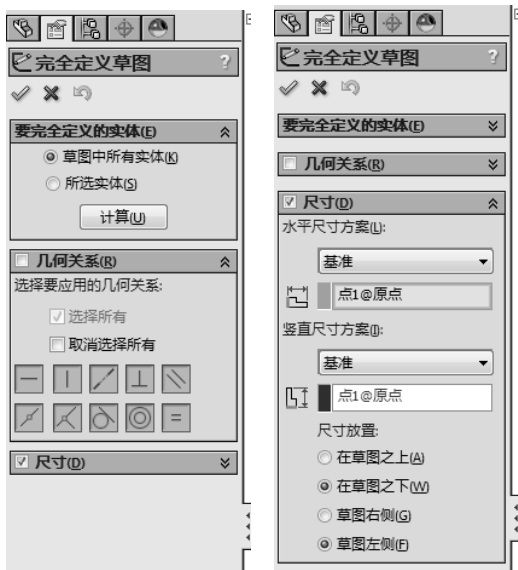 完全定义草图 ?
要完全定义的实体(E)
草图中所有实体(K)
所选实体(S)
计算(U)
几何关系(R)
选择要应用的几何关系:
选择所有
取消选择所有
尺寸(D)
完全定义草图 ?
要完全定义的实体(E)
几何关系(R)
尺寸(D)
水平尺寸方案(L):
基准
点1@原点
竖直尺寸方案(I):
基准
点1@原点
尺寸放置:
在草图之上(A)
在草图之下(W)
草图右侧(G)
草图左侧(F)